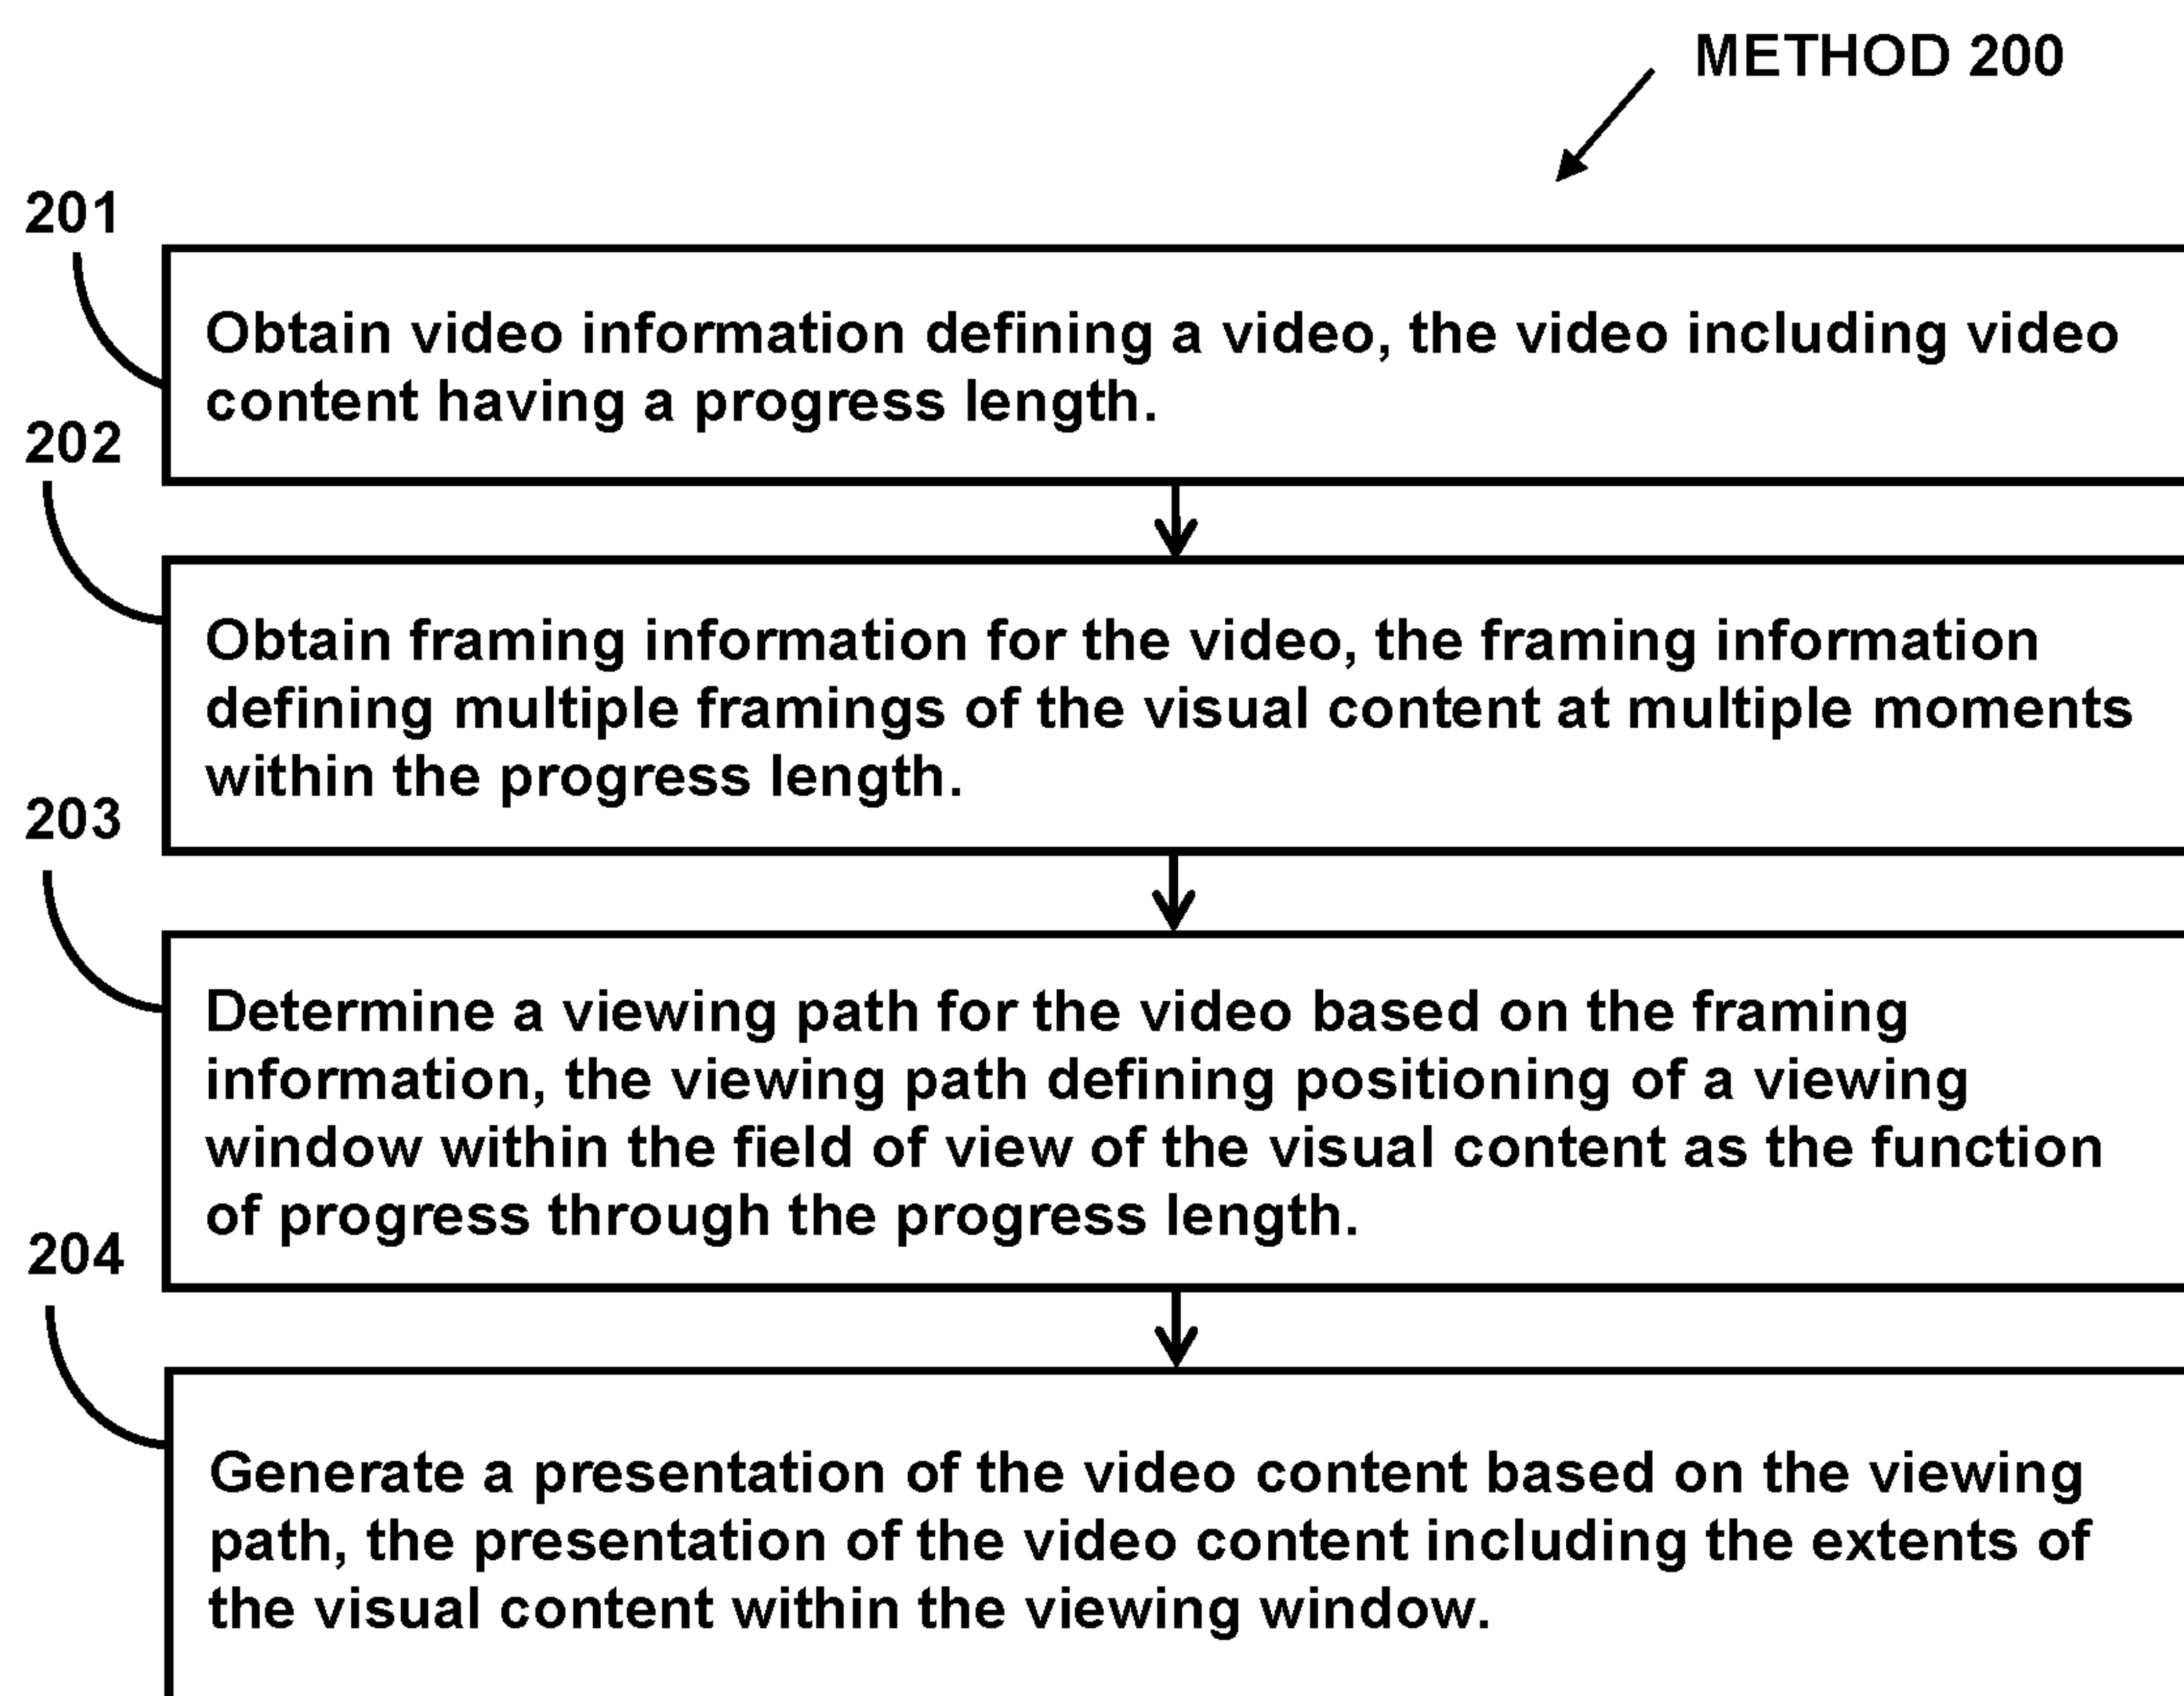 METHOD 200
201
Obtain video information defining a video, the video including video
content having a progress length.
202
Obtain framing information for the video, the framing information
defining multiple framings of the visual content at multiple moments
within the progress length.
203
Determine a viewing path for the video based on the framing
information, the viewing path defining positioning of a viewing
window within the field of view of the visual content as the function
of progress through the progress length.
204
Generate a presentation of the video content based on the viewing
path, the presentation of the video content including the extents of
the visual content within the viewing window.